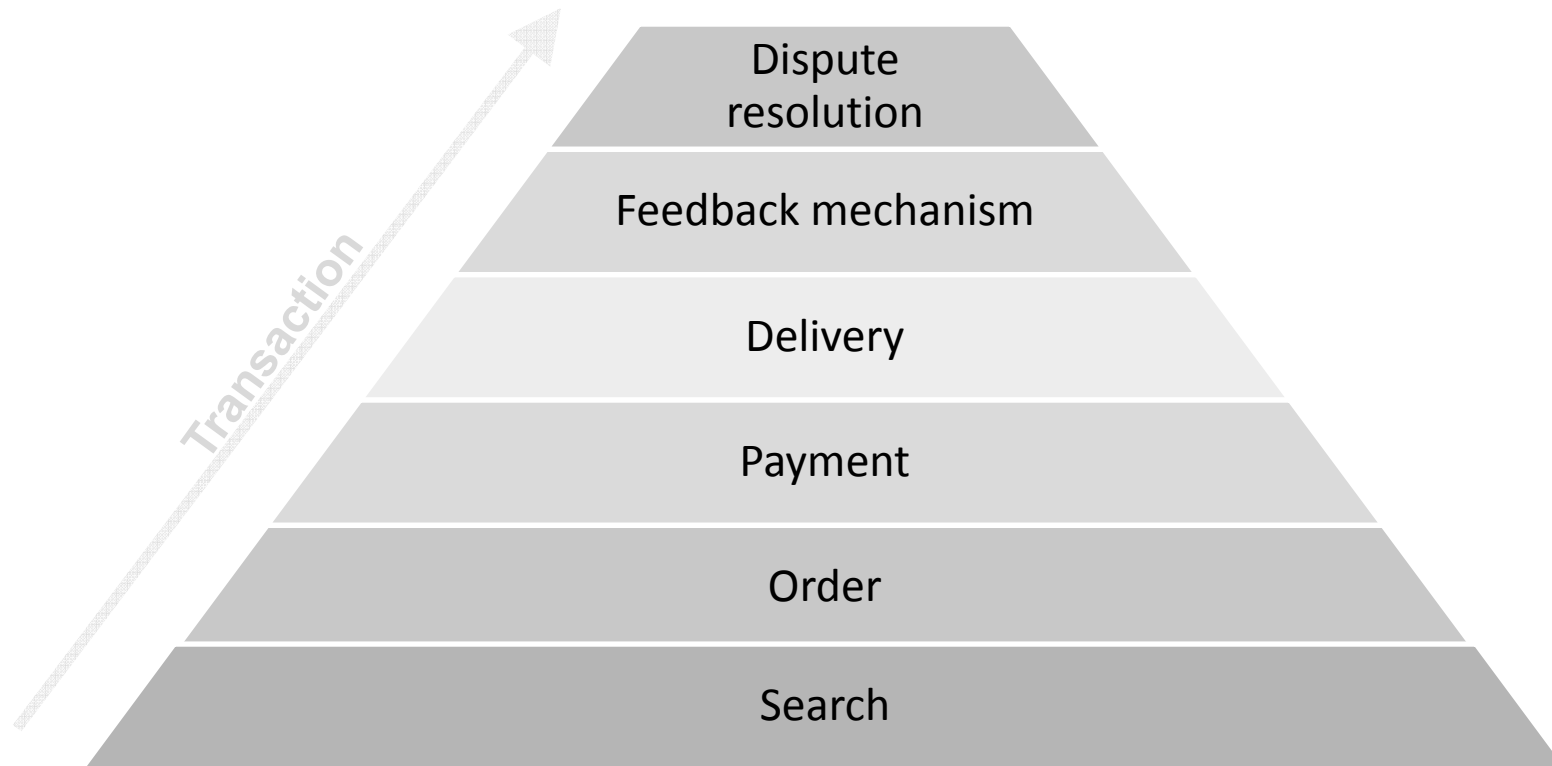 Dispute
resolution
Feedback mechanism
Transaction
Delivery
Payment
Order
Search